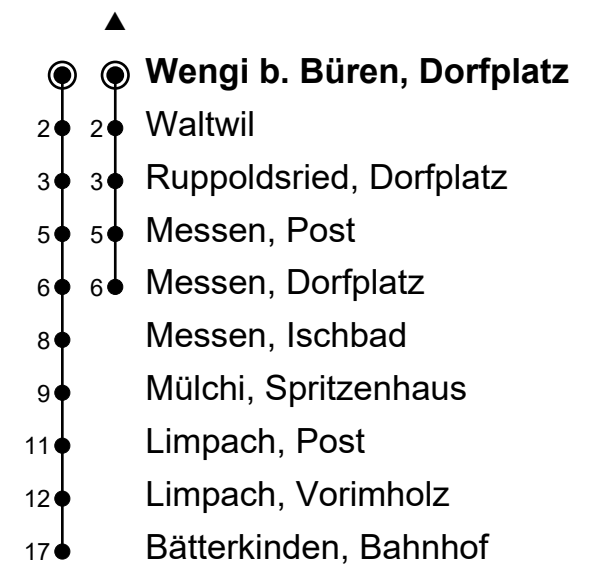 ▲
Wengi b. Büren, Dorfplatz
2 2 Waltwil
3 3 Ruppoldsried, Dorfplatz
5 5 Messen, Post
6 6 Messen, Dorfplatz
8 Messen, Ischbad
9 Mülchi, Spritzenhaus
11 Limpach, Post
12 Limpach, Vorimholz
17 Bätterkinden, Bahnhof